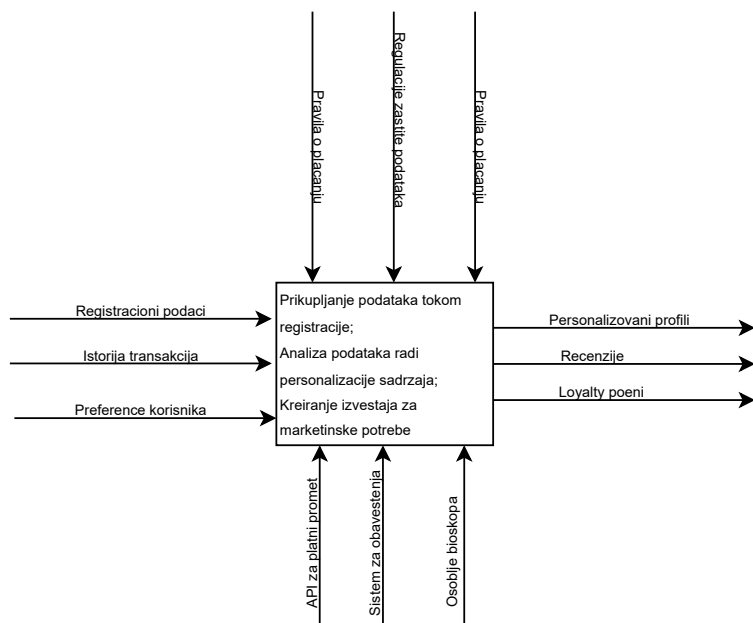 Pravila o placanju
Regulacije zastite podataka
Pravila o placanju
Registracioni podaci
Istorija transakcija
Preference korisnika
Prikupljanje podataka tokom
registracije;
Analiza podataka radi
personalizacije sadrzaja;
Kreiranje izvestaja za
marketinske potrebe
Personalizovani profili
Recenzije
Loyalty poeni
API za platni promet
Sistem za obavestenja
Osoblje bioskopa